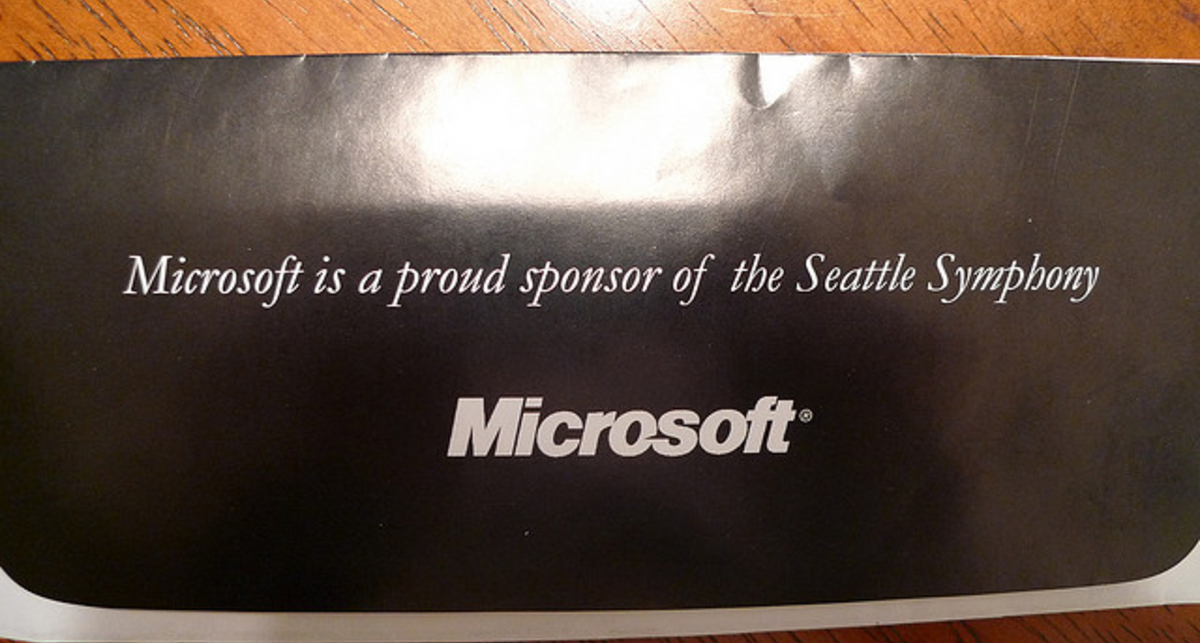 Microsoft is a proud sponsor of the Seattle Symphony
Microsoft®